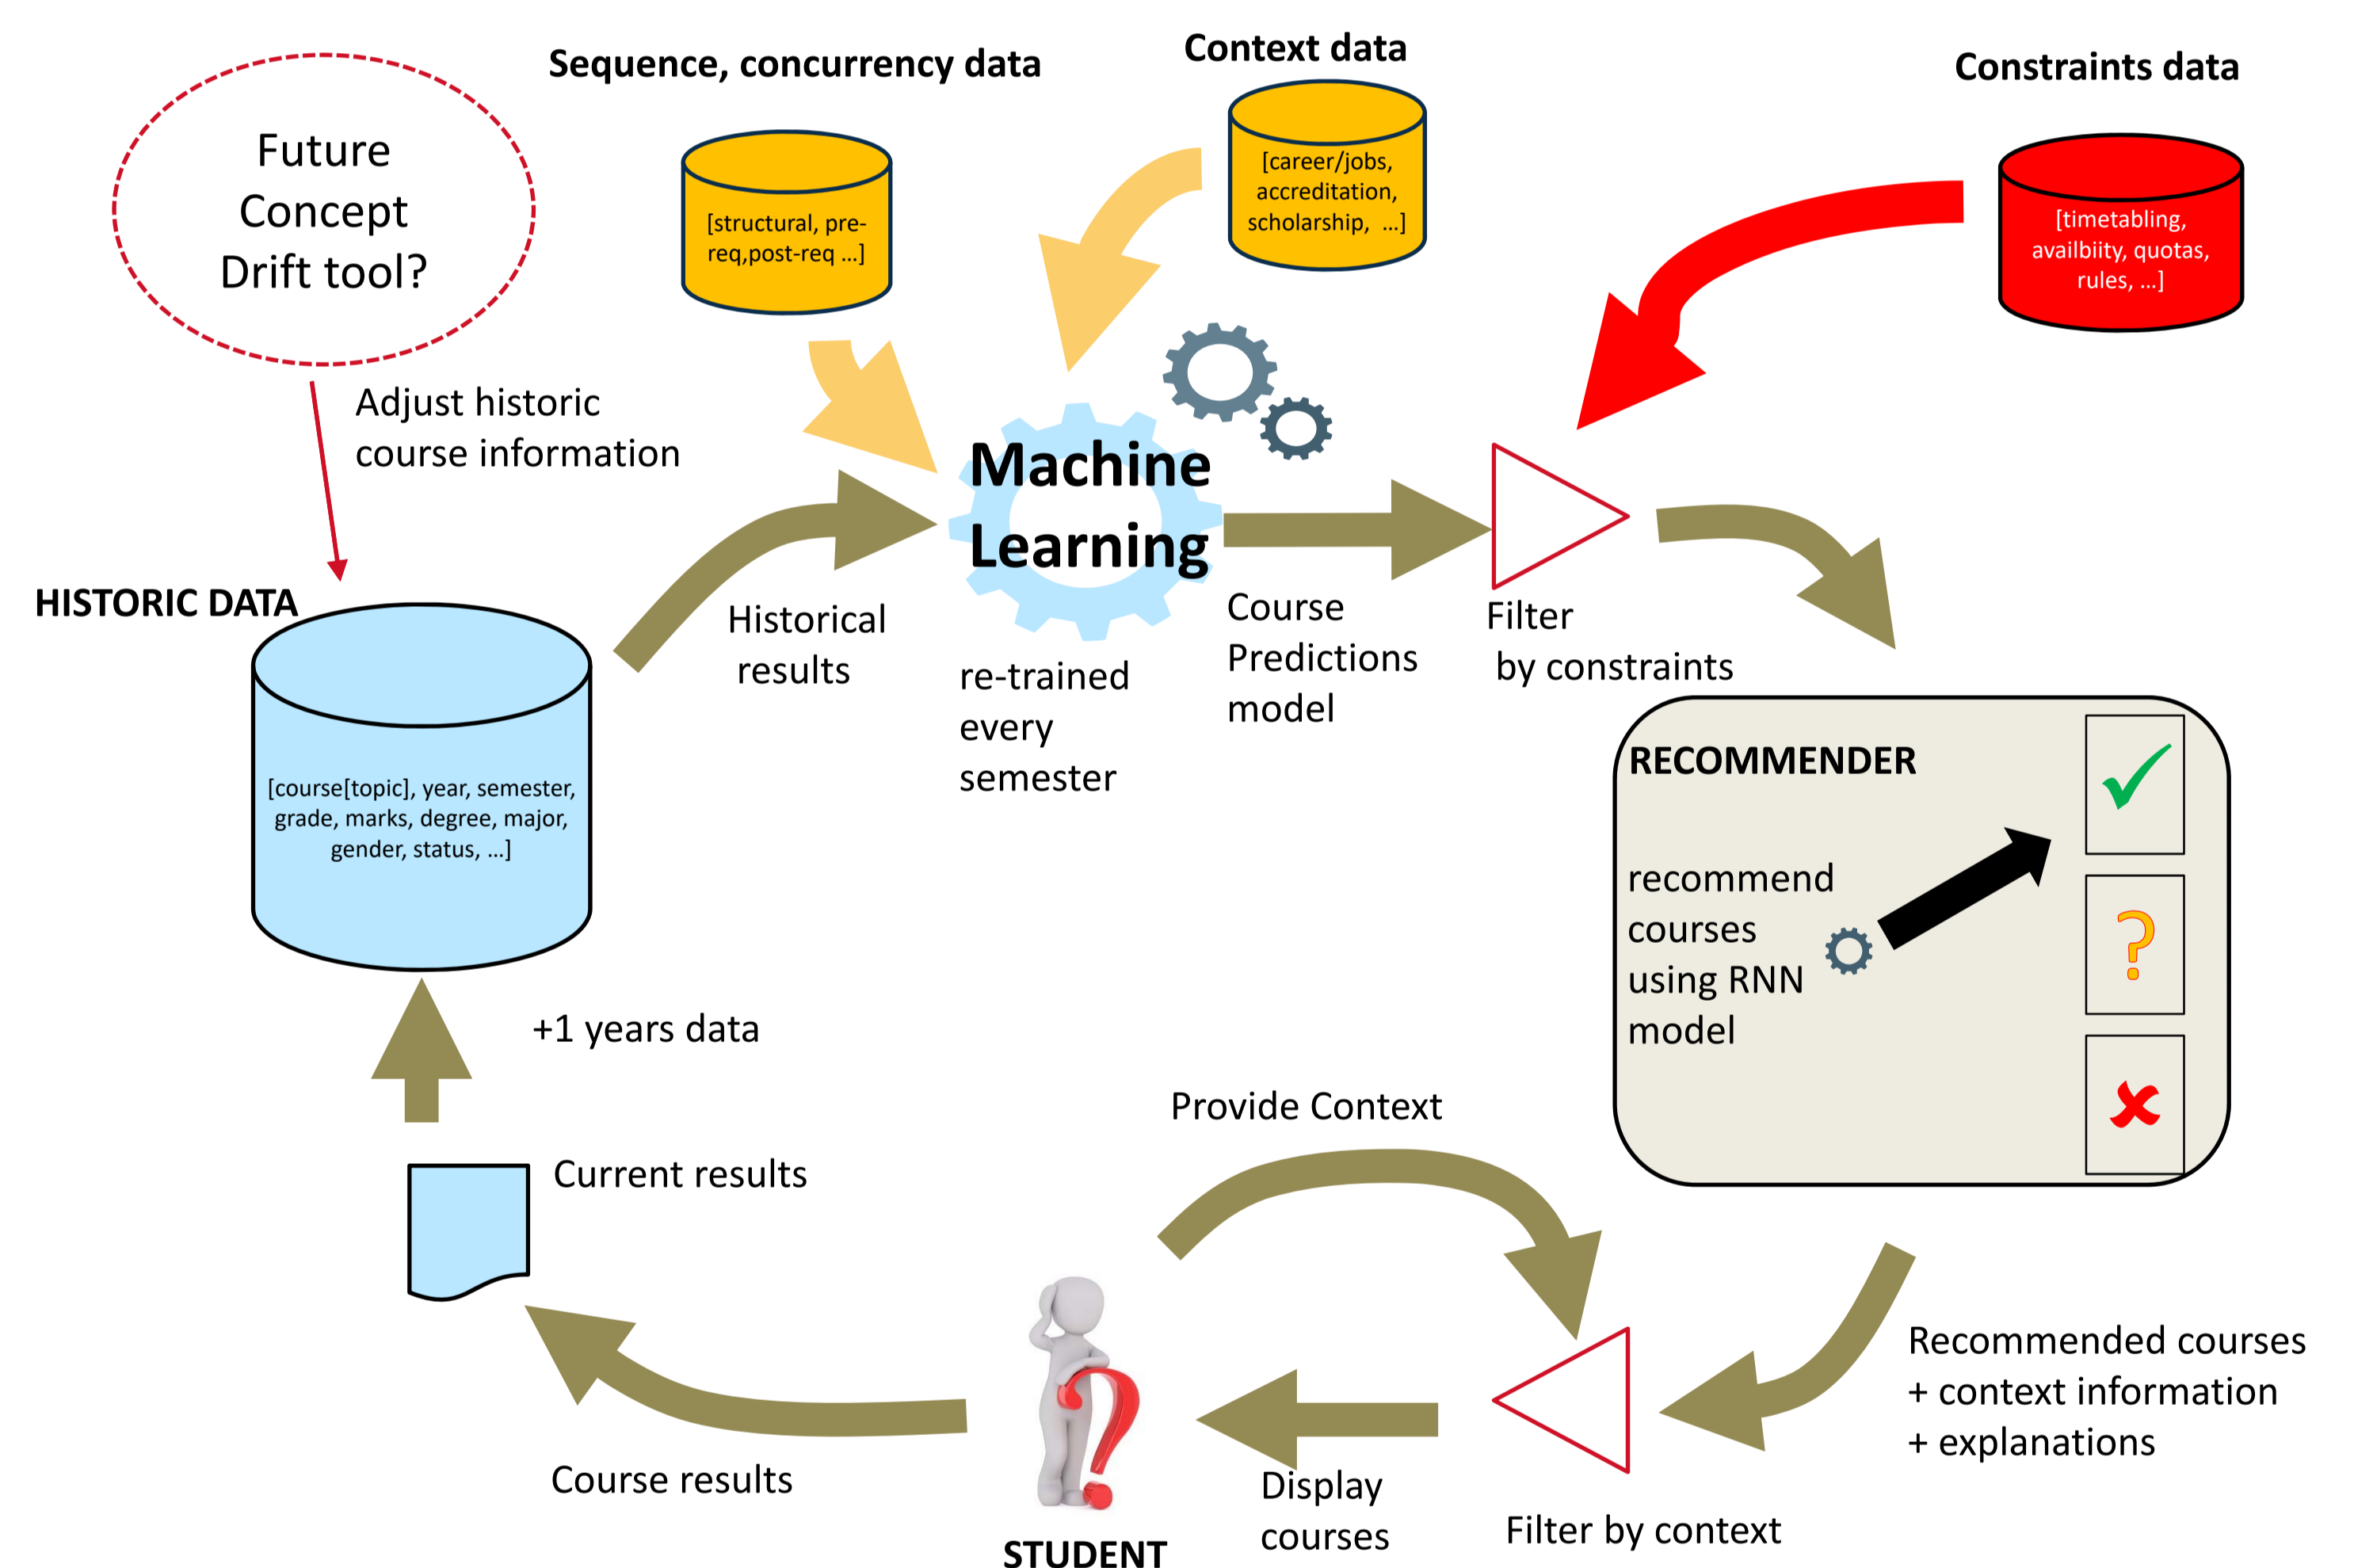 Future
Concept
Drift tool?
Sequence, concurrency data
[structural, pre-
req,post-req ...]
Context data
[career/jobs,
accreditation,
scholarship,  ...]
Constraints data
[timetabling,
availbiity, quotas,
rules, ...]
Adjust historic
course information
HISTORIC DATA
[course[topic], year, semester,
grade, marks, degree, major,
gender, status, ...]
Historical
results
Machine
Learning
re-trained
every
semester
Course
Predictions
model
Filter
by constraints
RECOMMENDER
recommend
courses
using RNN
model
?
+1 years data
Current results
Provide Context
Recommended courses
+ context information
+ explanations
Filter by context
Display
courses
?
STUDENT
Course results